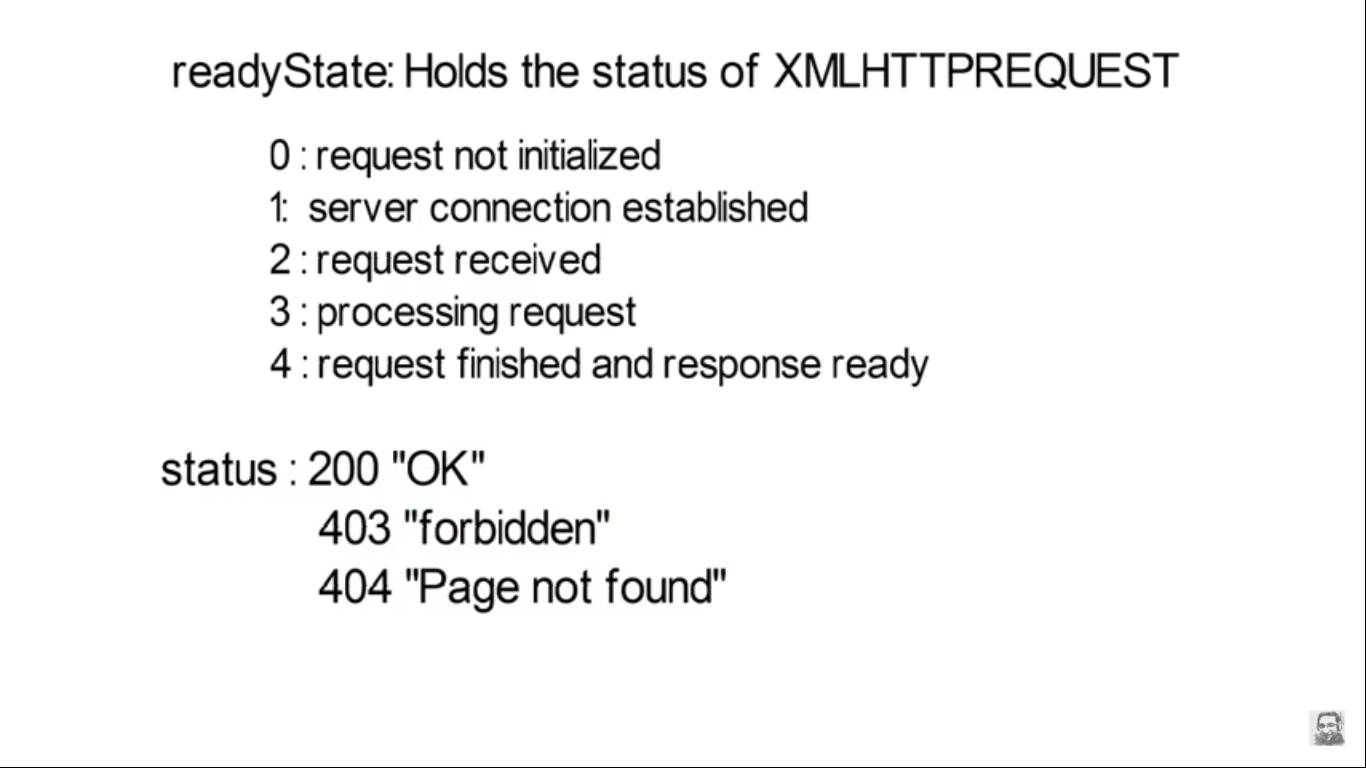 readyState: Holds the status of XMLHTTPREQUEST
0 : request not initialized
1: server connection established
2 : request received
3 : processing request
4 : request finished and response ready
status : 200 "OK"
403 "forbidden"
404 "Page not found"